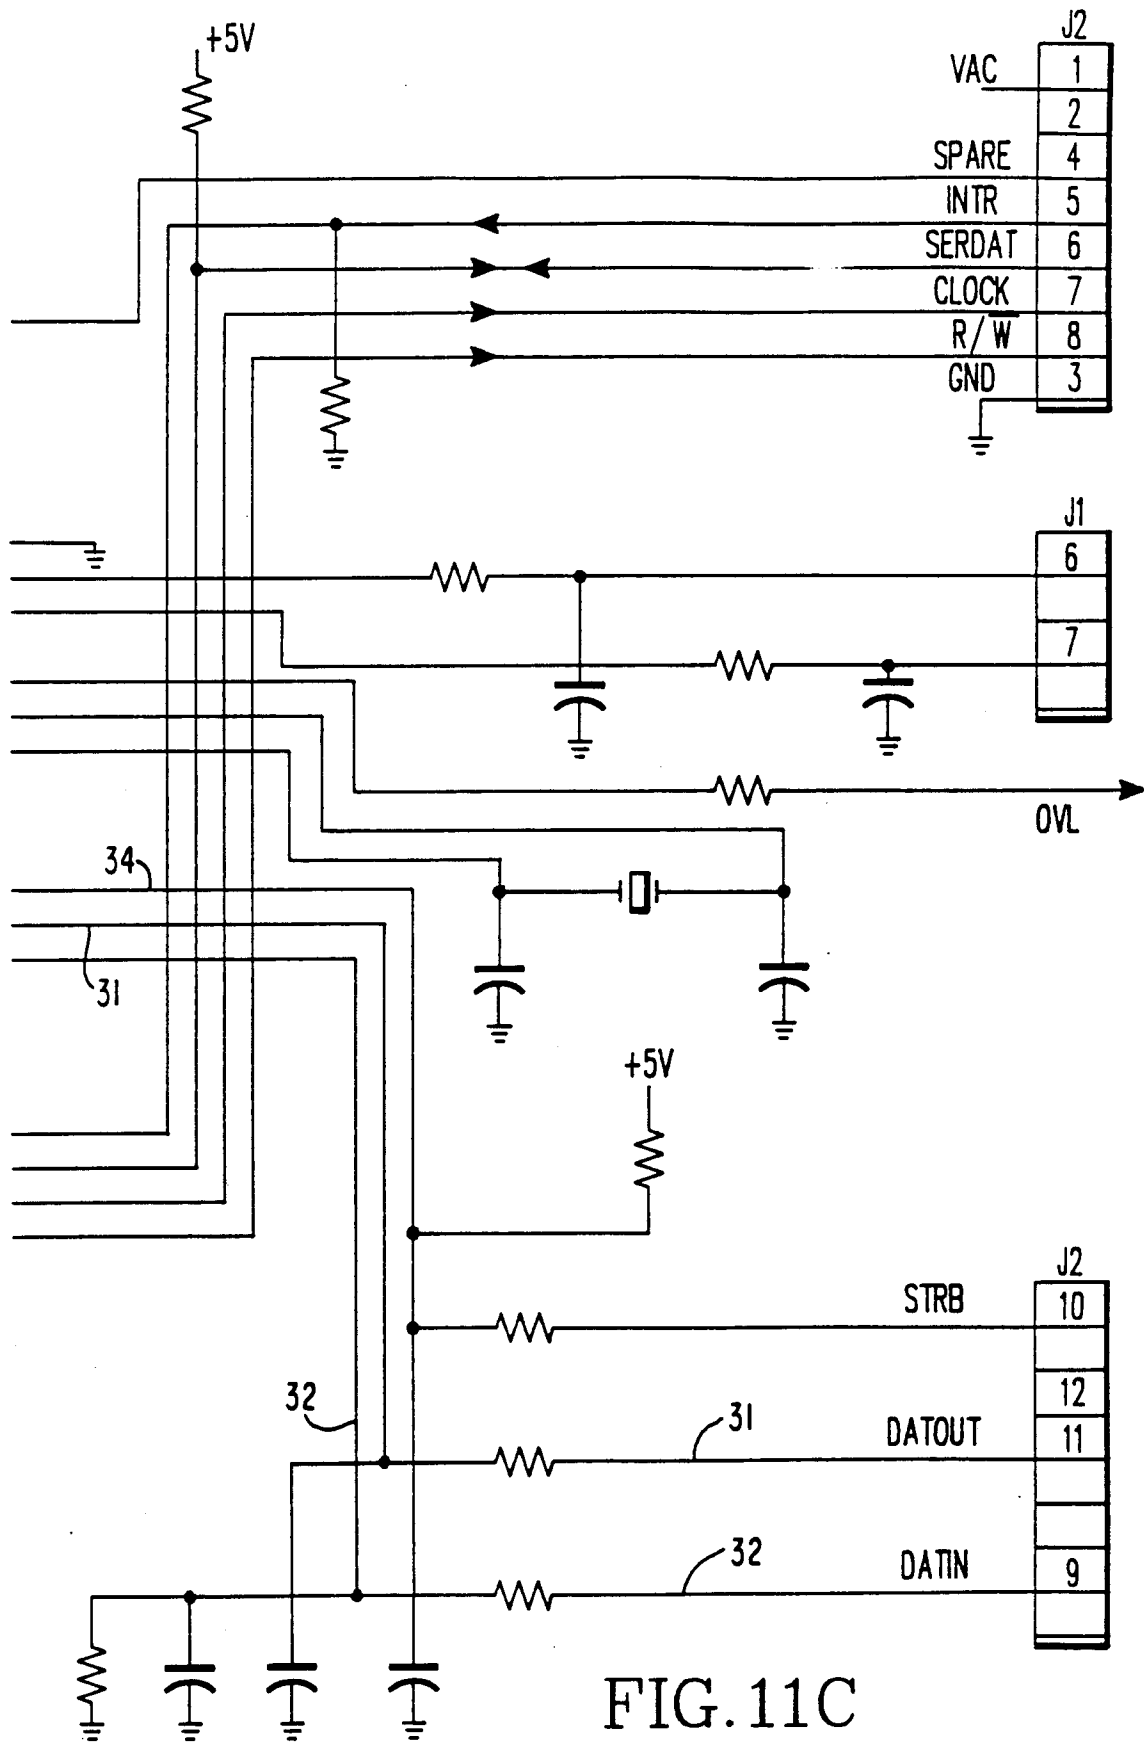 +5V
J2
VAC 1
2
SPARE 4
INTR 5
SERDAT 6
CLOCK 7
R/W̅ 8
GND 3
J1
6
7
OVL
34
31
+5V
J2
STRB 10
12
32
31
DATOUT 11
32
DATIN 9
FIG. 11C